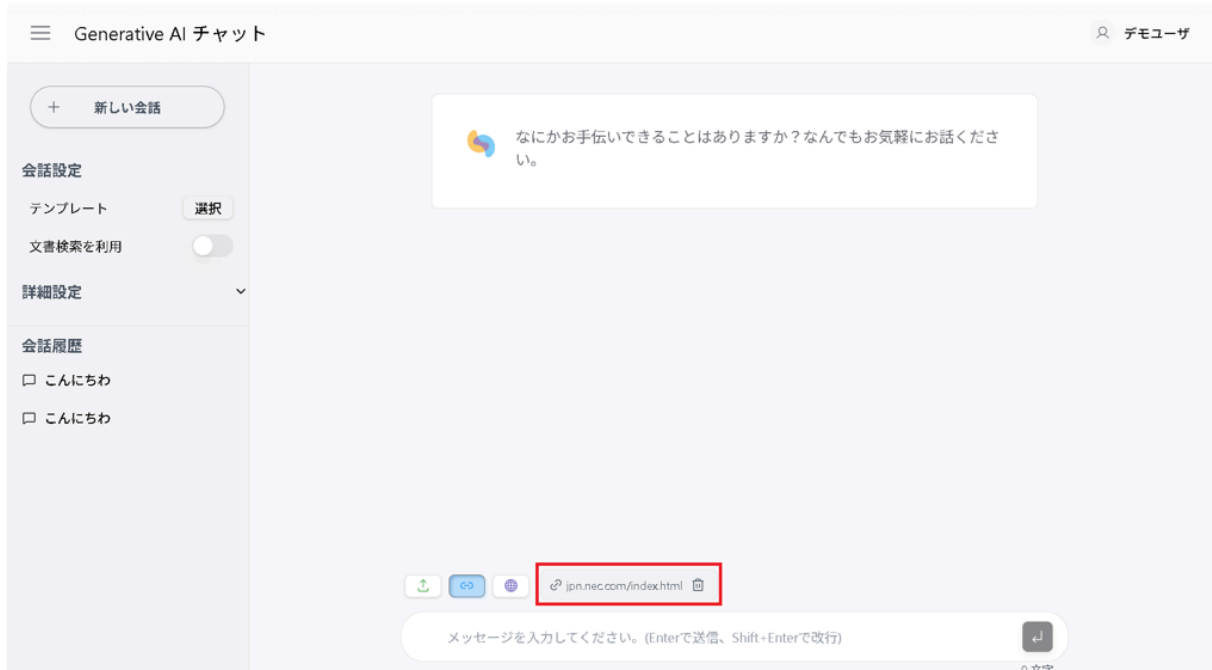 Generative AI チャット
デモユーザ
新しい会話
会話設定
テンプレート
選択
文書検索を利用
詳細設定
会話履歴
こんにちわ
こんにちわ
なにかお手伝いできることはありますか？なんでもお気軽にお話くださ
い。
jpn.nec.com/index.html
メッセージを入力してください。(Enterで送信、Shift+Enterで改行)
0 文字